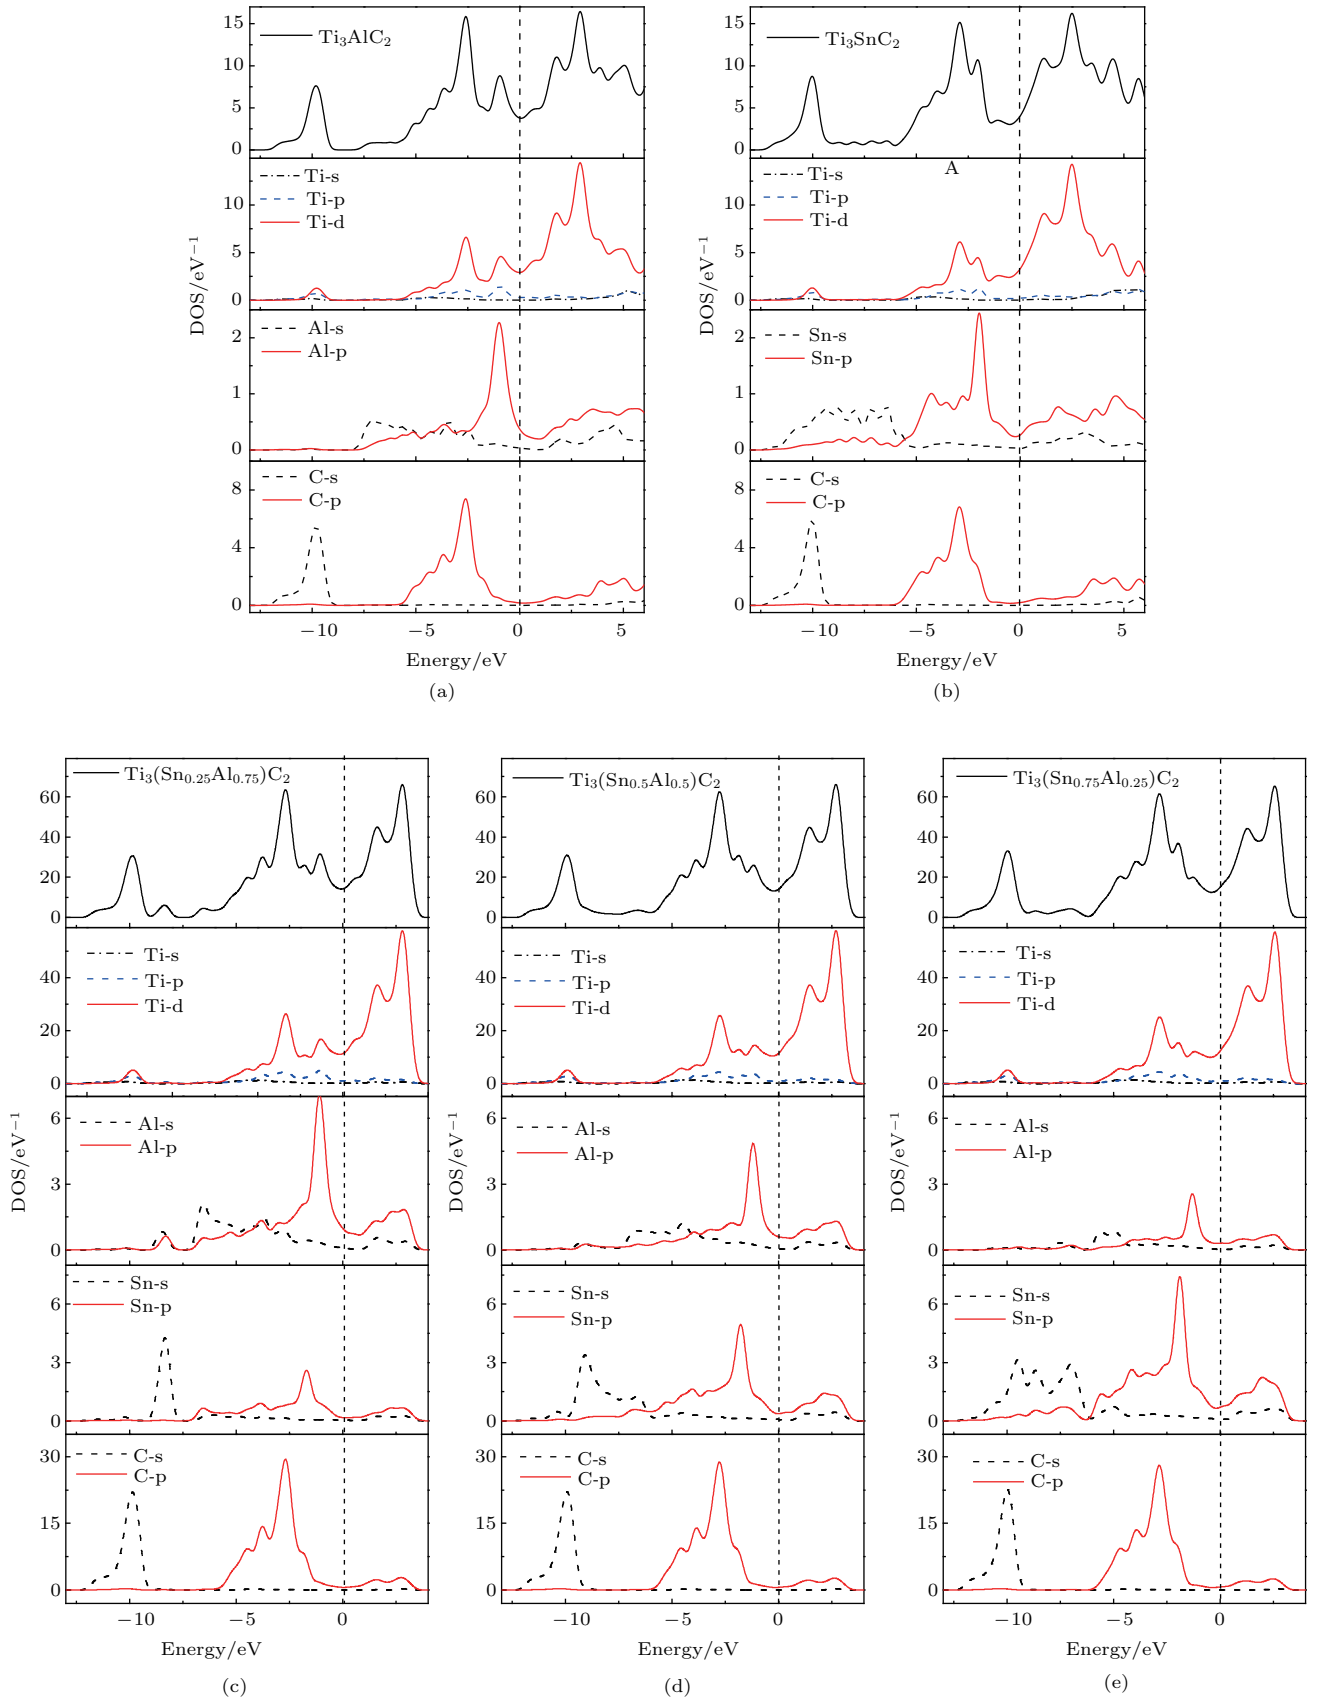 Ti₃AlC₂
15
10
5
0
Ti-s
Ti-p
Ti-d
10
5
0
DOS/eV⁻¹
Al-s
Al-p
2
1
0
C-s
C-p
8
4
0
−10 −5 0 5
Energy/eV
(a)
Ti₃SnC₂
15
10
5
0
A
Ti-s
Ti-p
Ti-d
10
5
0
DOS/eV⁻¹
Sn-s
Sn-p
2
1
0
C-s
C-p
8
4
0
−10 −5 0 5
Energy/eV
(b)
Ti₃(Sn₀.₂₅Al₀.₇₅)C₂
60
40
20
0
Ti-s
Ti-p
Ti-d
40
20
0
DOS/eV⁻¹
Al-s
Al-p
6
3
0
Sn-s
Sn-p
6
3
0
C-s
C-p
30
15
0
−10 −5 0
Energy/eV
(c)
Ti₃(Sn₀.₅Al₀.₅)C₂
60
40
20
0
Ti-s
Ti-p
Ti-d
40
20
0
DOS/eV⁻¹
Al-s
Al-p
6
3
0
Sn-s
Sn-p
6
3
0
C-s
C-p
30
15
0
−10 −5 0
Energy/eV
(d)
Ti₃(Sn₀.₇₅Al₀.₂₅)C₂
60
40
20
0
Ti-s
Ti-p
Ti-d
40
20
0
DOS/eV⁻¹
Al-s
Al-p
6
3
0
Sn-s
Sn-p
6
3
0
C-s
C-p
30
15
0
−10 −5 0
Energy/eV
(e)